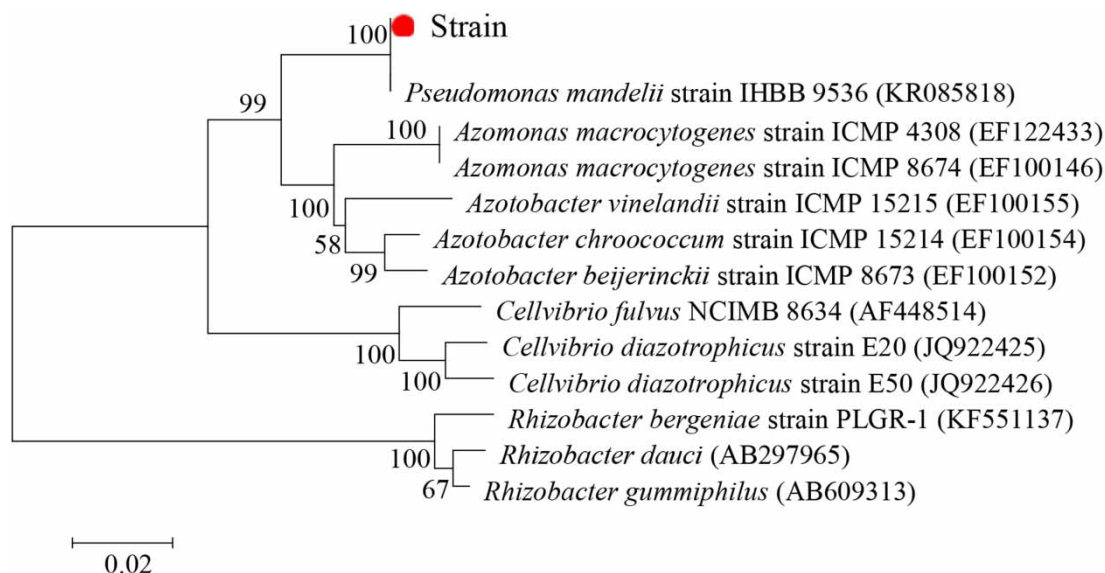 100
Strain
Pseudomonas mandelii strain IHBB 9536 (KR085818)
99
100
Azomonas macrocytogenes strain ICMP 4308 (EF122433)
Azomonas macrocytogenes strain ICMP 8674 (EF100146)
100
Azotobacter vinelandii strain ICMP 15215 (EF100155)
58
Azotobacter chroococcum strain ICMP 15214 (EF100154)
99
Azotobacter beijerinckii strain ICMP 8673 (EF100152)
Cellvibrio fulvus NCIMB 8634 (AF448514)
100
Cellvibrio diazotrophicus strain E20 (JQ922425)
100
Cellvibrio diazotrophicus strain E50 (JQ922426)
Rhizobacter bergeniae strain PLGR-1 (KF551137)
100
Rhizobacter dauci (AB297965)
67
Rhizobacter gummiphilus (AB609313)
0.02